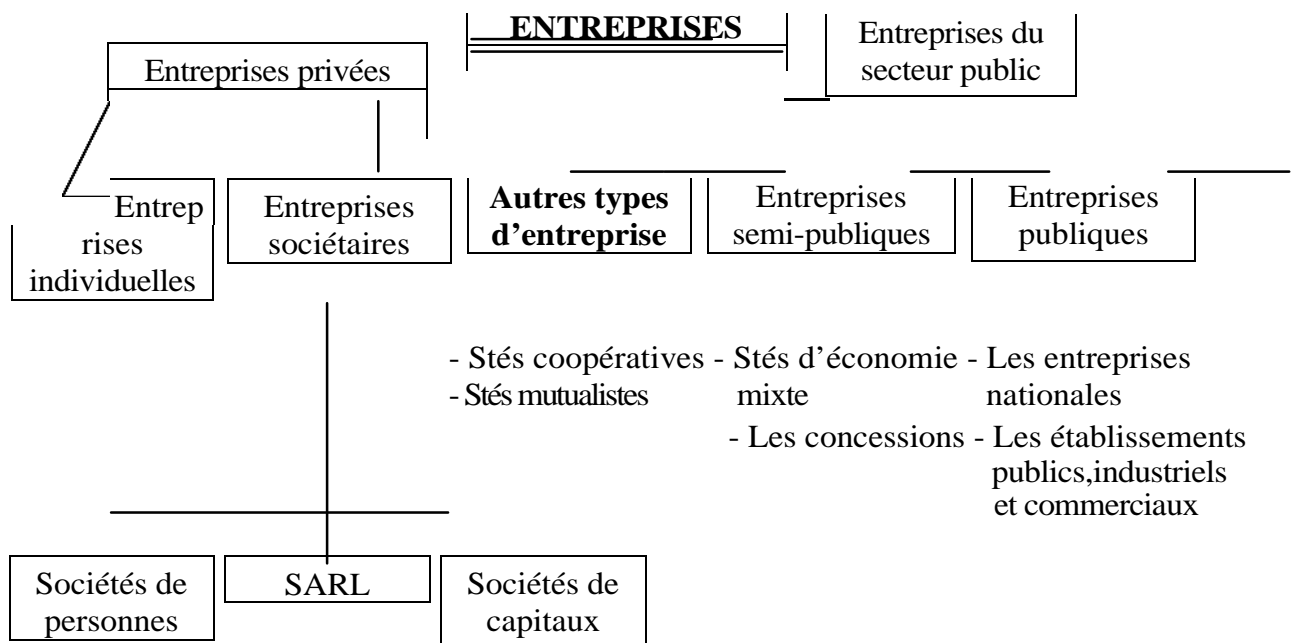 ENTREPRISES
Entreprises privées
Entreprises du
secteur public
Entrep
rises
individuelles
Entreprises
sociétaires
Autres types
d’entreprise
Entreprises
semi-publiques
Entreprises
publiques
- Stés coopératives
- Stés mutualistes
- Stés d’économie
mixte
- Les concessions
- Les entreprises
nationales
- Les établissements
publics,industriels
et commerciaux
Sociétés de
personnes
SARL
Sociétés de
capitaux